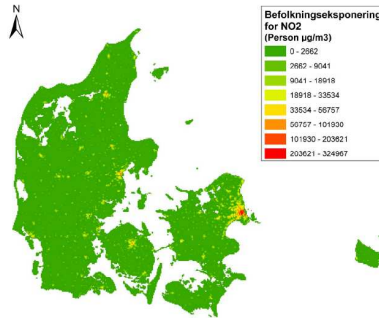 N
Befolkningseksponering
for NO2
(Person µg/m3)
0 - 2662
2662 - 9041
9041 - 18918
18918 - 33534
33534 - 56757
56757 - 101930
101930 - 203621
203621 - 324967